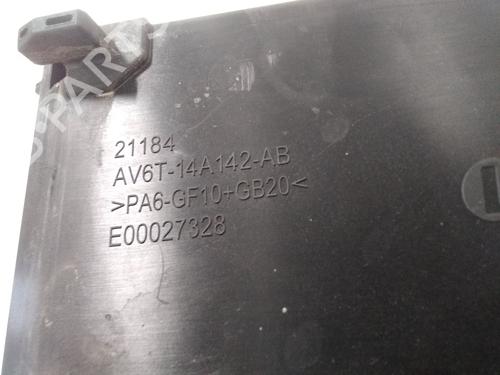 21184
AV6T-14A142-AB
>PA6-GF10+GB20<
E00027328